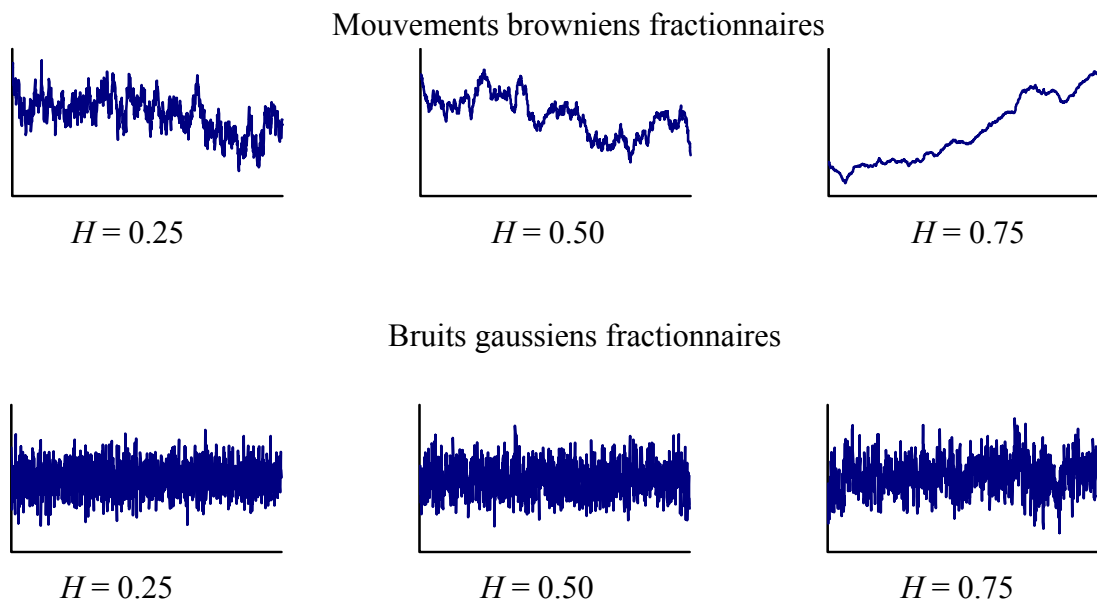 Mouvements browniens fractionnaires
H = 0.25
H = 0.50
H = 0.75
Bruits gaussiens fractionnaires
H = 0.25
H = 0.50
H = 0.75